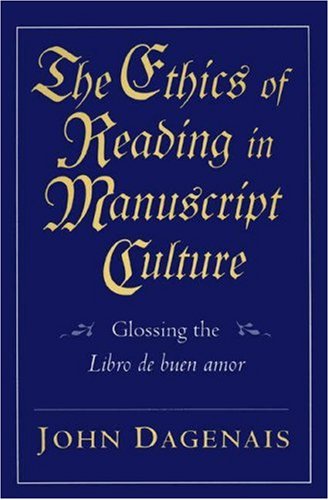 The Ethics of
Reading in
Manuscript
Culture
Glossing the
Libro de buen amor
JOHN DAGENAIS